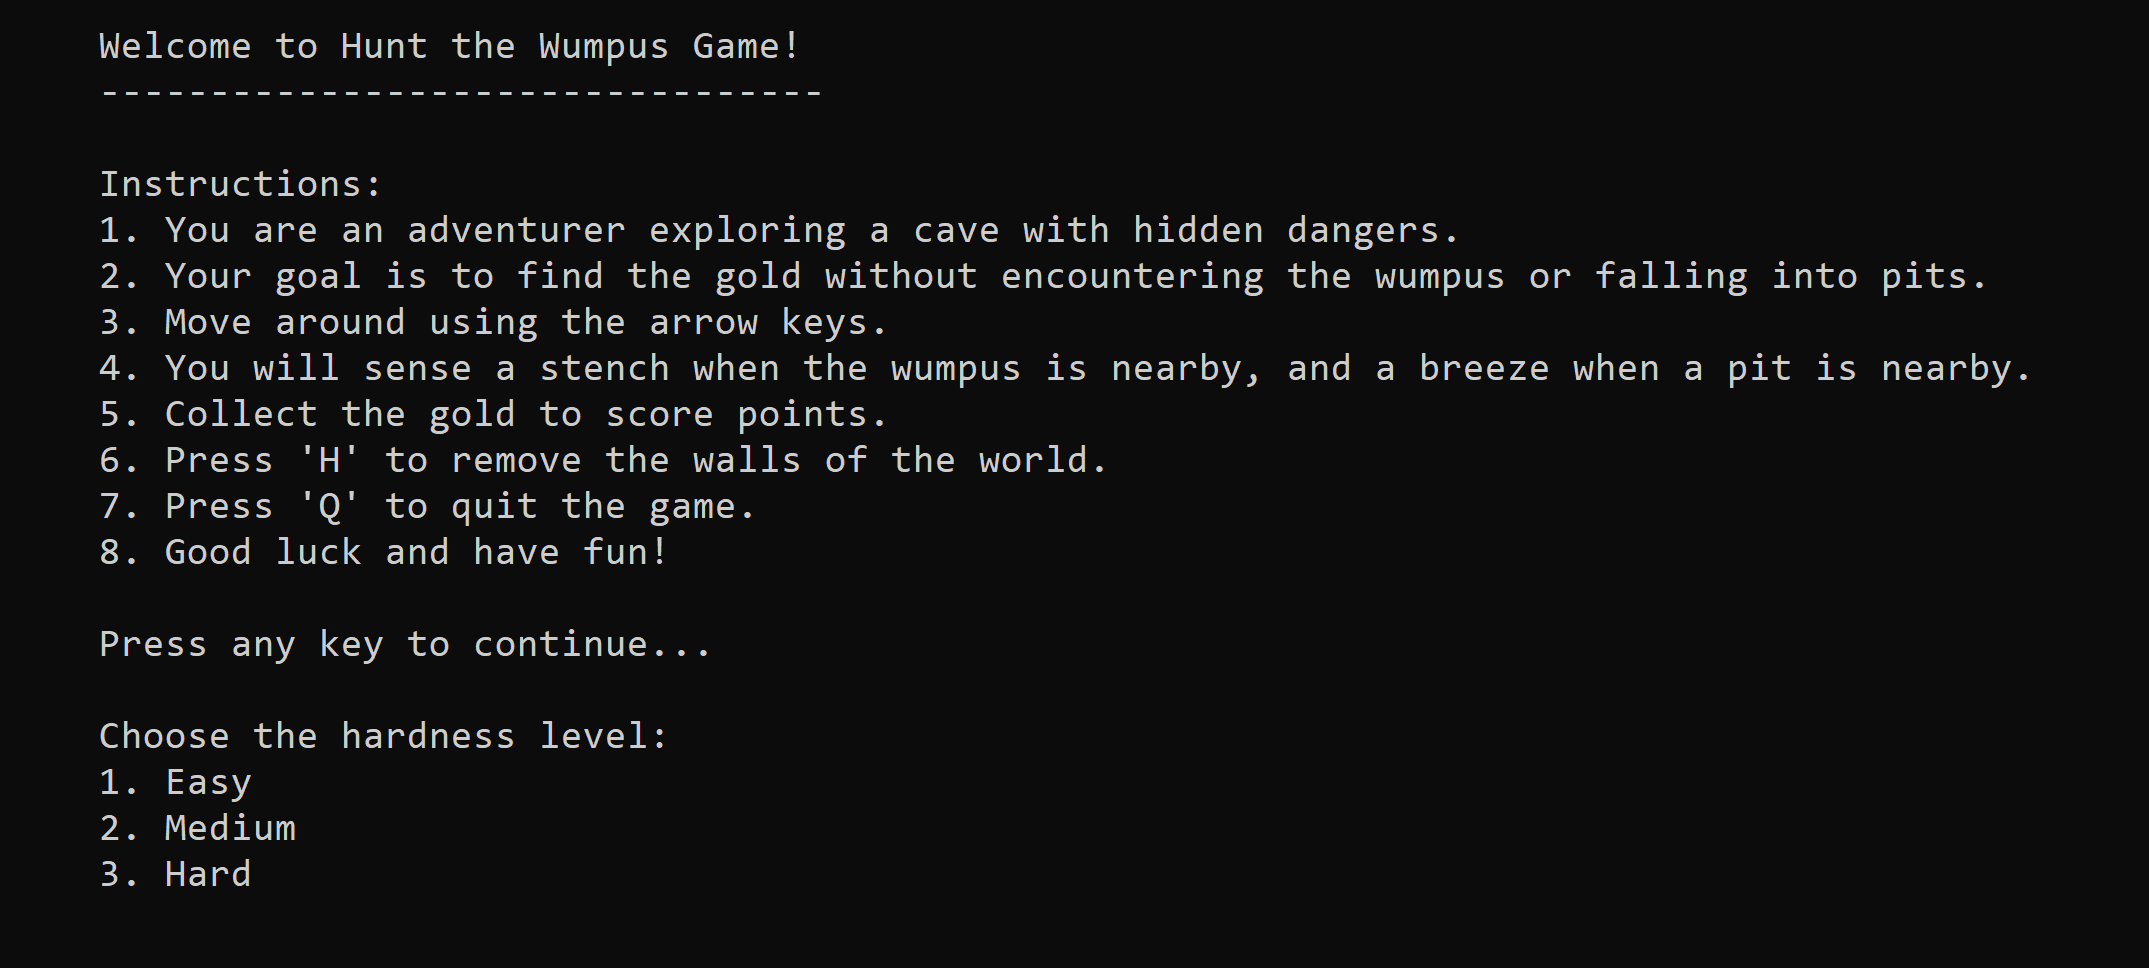 Welcome to Hunt the Wumpus Game!
---------------------------------
Instructions:
1. You are an adventurer exploring a cave with hidden dangers.
2. Your goal is to find the gold without encountering the wumpus or falling into pits.
3. Move around using the arrow keys.
4. You will sense a stench when the wumpus is nearby, and a breeze when a pit is nearby.
5. Collect the gold to score points.
6. Press 'H' to remove the walls of the world.
7. Press 'Q' to quit the game.
8. Good luck and have fun!
Press any key to continue...
Choose the hardness level:
1. Easy
2. Medium
3. Hard